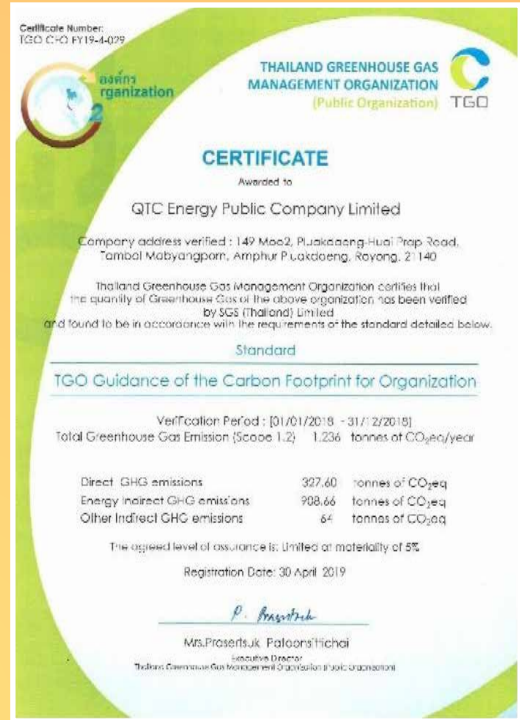 Certificate Number:
TGO CFO FY19-4-029
องค์กร
rganization
2
THAILAND GREENHOUSE GAS
MANAGEMENT ORGANIZATION
(Public Organization)
TGO
CERTIFICATE
Awarded to
QTC Energy Public Company Limited
Company address verified : 149 Moo2, Pluakdaeng-Huai Prap Road,
Tambol Mabyangporn, Amphur Pluakdaeng, Rayong, 21140
Thailand Greenhouse Gas Management Organization certifies that
the quantity of Greenhouse Gas of the above organization has been verified
by SGS (Thailand) Limited
and found to be in accordance with the requirements of the standard detailed below.
Standard
TGO Guidance of the Carbon Footprint for Organization
Verification Period : [01/01/2018 - 31/12/2018]
Total Greenhouse Gas Emission (Scope 1,2) 1,236 tonnes of CO₂eq/year
Direct GHG emissions 327.60 tonnes of CO₂eq
Energy Indirect GHG emissions 908.66 tonnes of CO₂eq
Other Indirect GHG emissions 64 tonnes of CO₂eq
The agreed level of assurance is: Limited at materiality of 5%
Registration Date: 30 April 2019
Mrs.Prasertsuk
Executive Director
Thailand Greenhouse Gas Management Organization (Public Organization)